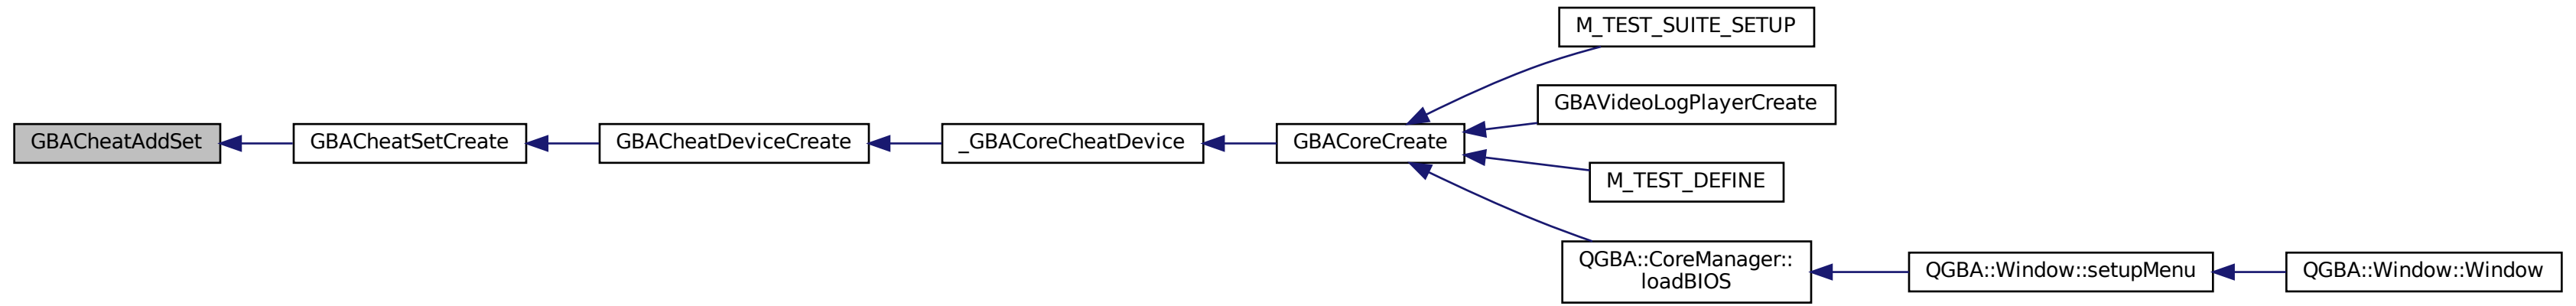 GBACheatAddSet
GBACheatSetCreate
GBACheatDeviceCreate
_GBACoreCheatDevice
GBACoreCreate
M_TEST_SUITE_SETUP
GBAVideoLogPlayerCreate
M_TEST_DEFINE
QGBA::CoreManager::
loadBIOS
QGBA::Window::setupMenu
QGBA::Window::Window